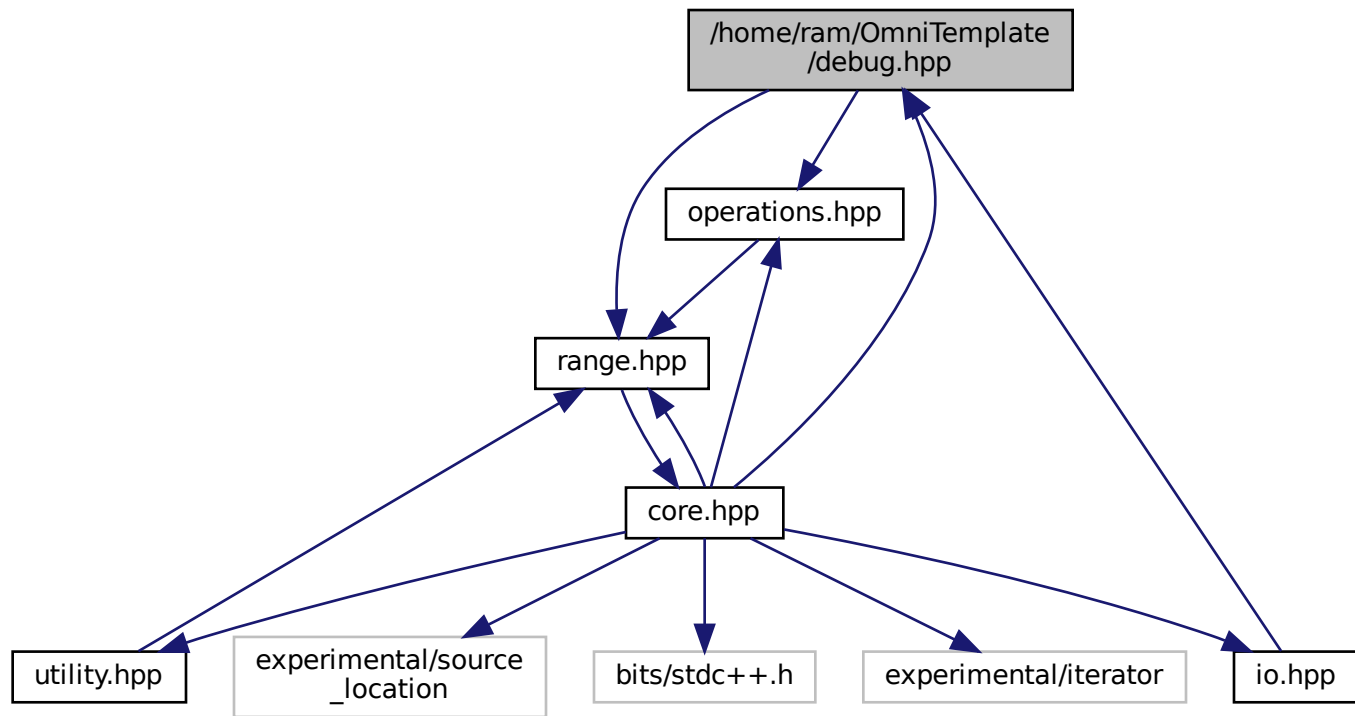 /home/ram/OmniTemplate
/debug.hpp
operations.hpp
range.hpp
core.hpp
utility.hpp
experimental/source
_location
bits/stdc++.h
experimental/iterator
io.hpp